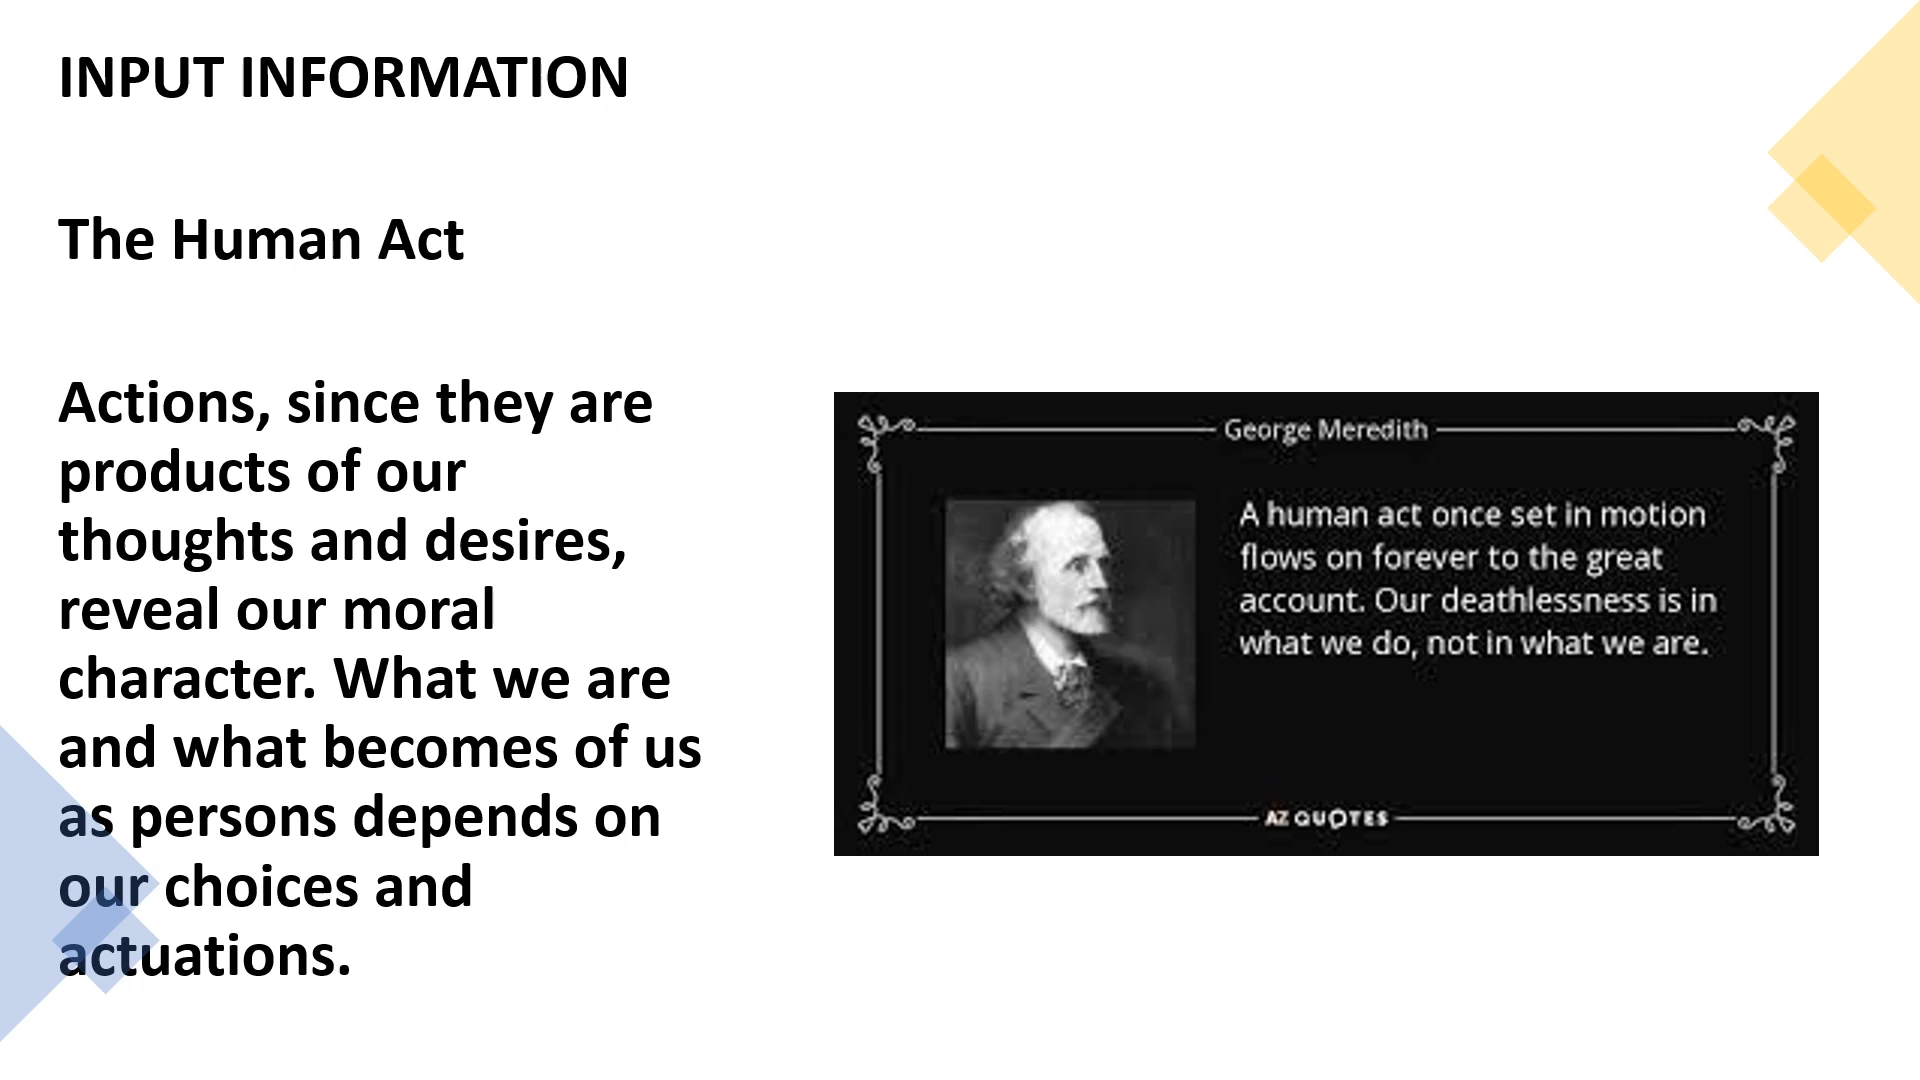 INPUT INFORMATION
The Human Act
Actions, since they are
products of our
thoughts and desires,
reveal our moral
character. What we are
and what becomes of us
as persons depends on
our choices and
actuations.
George Meredith
A human act once set in motion
flows on forever to the great
account. Our deathlessness is in
what we do, not in what we are.
AZ QUOTES